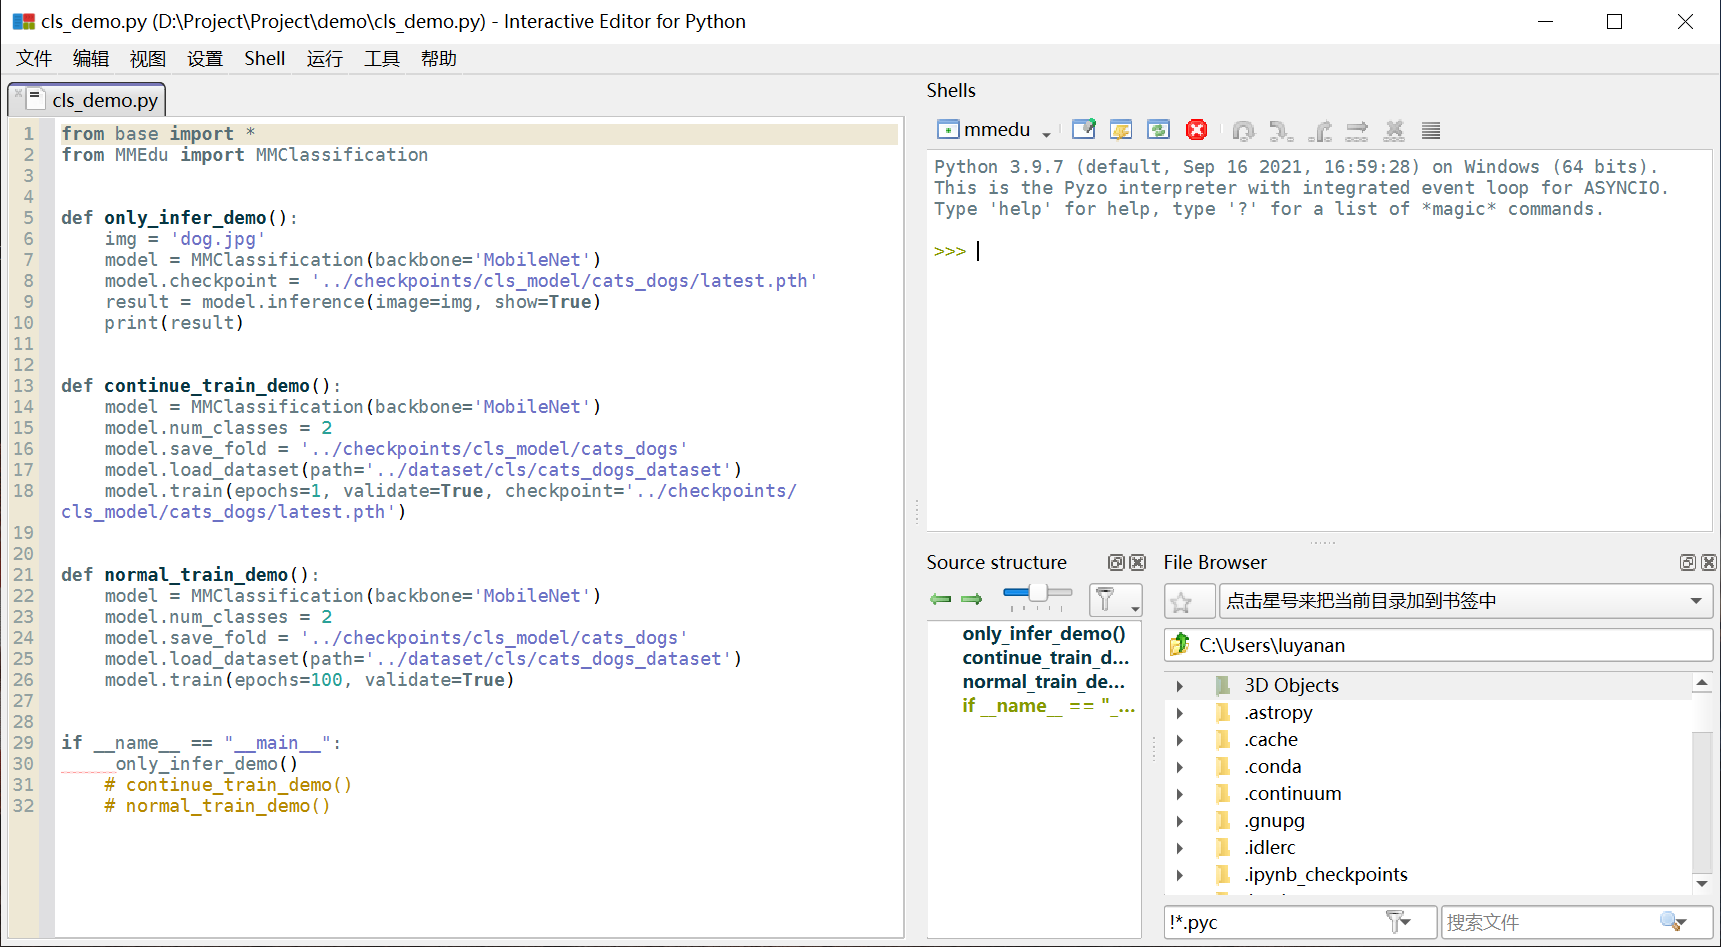 cls_demo.py (D:\Project\Project\demo\cls_demo.py) - Interactive Editor for Python
文件 编辑 视图 设置 Shell 运行 工具 帮助
cls_demo.py
1 from base import *
2 from MMEdu import MMClassification
3
4
5 def only_infer_demo():
6     img = 'dog.jpg'
7     model = MMClassification(backbone='MobileNet')
8     model.checkpoint = '../checkpoints/cls_model/cats_dogs/latest.pth'
9     result = model.inference(image=img, show=True)
10     print(result)
11
12
13 def continue_train_demo():
14     model = MMClassification(backbone='MobileNet')
15     model.num_classes = 2
16     model.save_fold = '../checkpoints/cls_model/cats_dogs'
17     model.load_dataset(path='../dataset/cls/cats_dogs_dataset')
18     model.train(epochs=1, validate=True, checkpoint='../checkpoints/
cls_model/cats_dogs/latest.pth')
19
20
21 def normal_train_demo():
22     model = MMClassification(backbone='MobileNet')
23     model.num_classes = 2
24     model.save_fold = '../checkpoints/cls_model/cats_dogs'
25     model.load_dataset(path='../dataset/cls/cats_dogs_dataset')
26     model.train(epochs=100, validate=True)
27
28
29 if __name__ == "__main__":
30      only_infer_demo()
31     # continue_train_demo()
32     # normal_train_demo()
Shells
mmedu
Python 3.9.7 (default, Sep 16 2021, 16:59:28) on Windows (64 bits).
This is the Pyzo interpreter with integrated event loop for ASYNCIO.
Type 'help' for help, type '?' for a list of *magic* commands.
>>>
Source structure
only_infer_demo()
continue_train_d...
normal_train_de...
if __name__ == "_...
File Browser
点击星号来把当前目录加到书签中
C:\Users\luyanan
3D Objects
.astropy
.cache
.conda
.continuum
.gnupg
.idlerc
.ipynb_checkpoints
!*.pyc
搜索文件